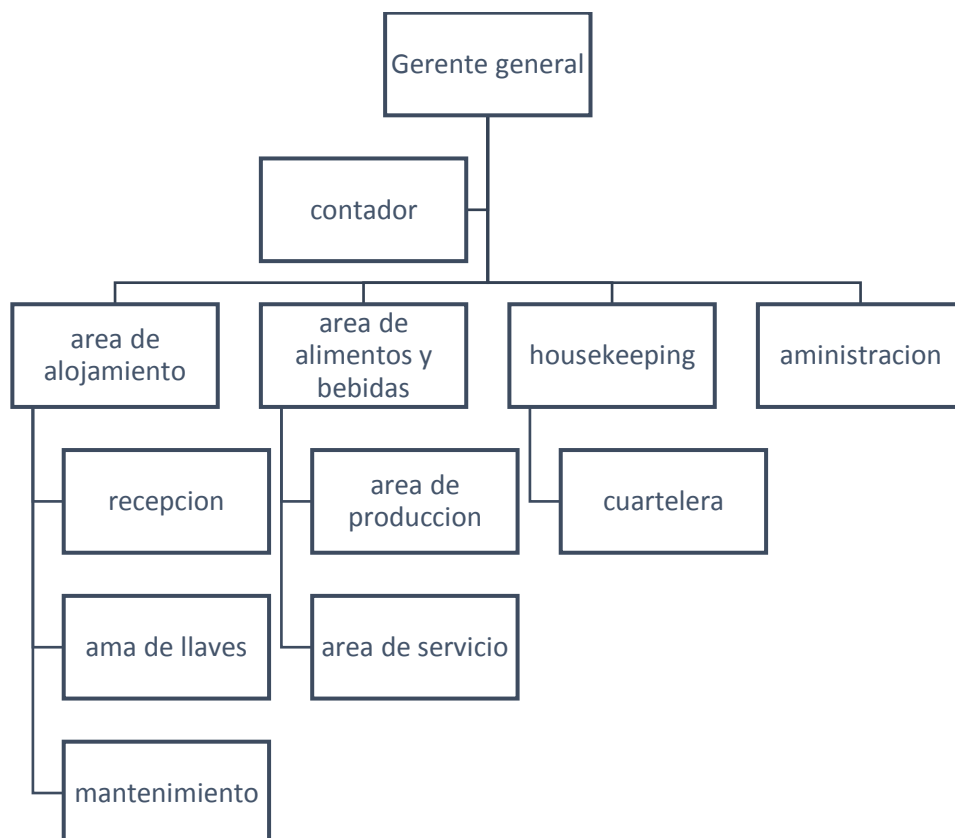 Gerente general
contador
area de
alojamiento
area de
alimentos y
bebidas
housekeeping
aministracion
recepcion
area de
produccion
cuartelera
ama de llaves
area de servicio
mantenimiento